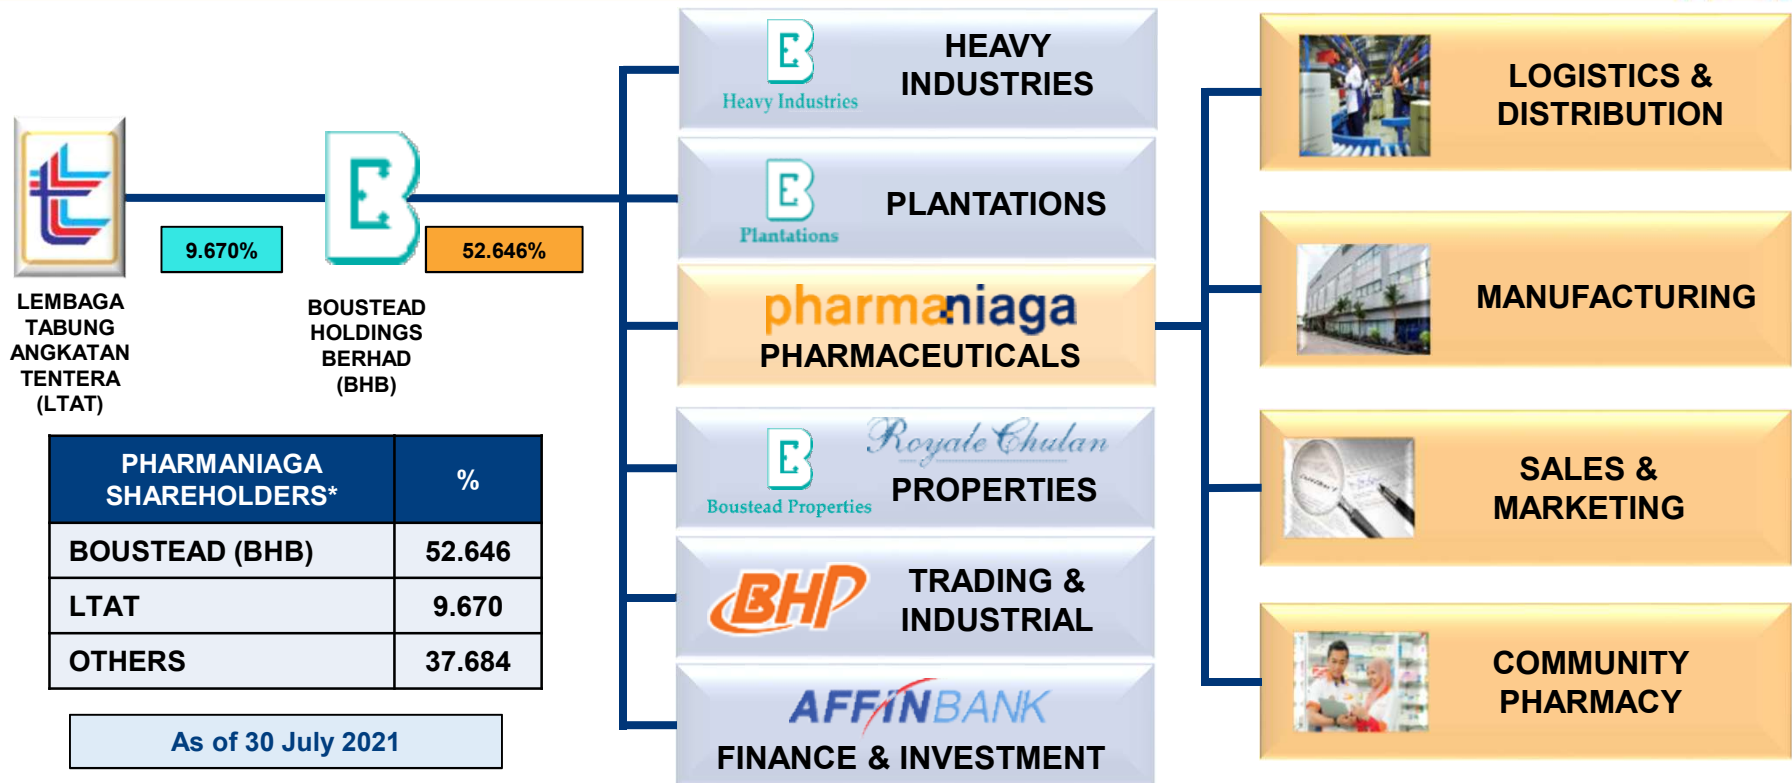 LEMBAGA
TABUNG
ANGKATAN
TENTERA
(LTAT)
9.670%
BOUSTEAD
HOLDINGS
BERHAD
(BHB)
52.646%
Heavy Industries
HEAVY
INDUSTRIES
Plantations
PLANTATIONS
pharmaniaga
PHARMACEUTICALS
Boustead Properties
Royale Chulan
PROPERTIES
BHP
TRADING &
INDUSTRIAL
AFFINBANK
FINANCE & INVESTMENT
LOGISTICS &
DISTRIBUTION
MANUFACTURING
SALES &
MARKETING
COMMUNITY
PHARMACY
PHARMANIAGA
SHAREHOLDERS* %
BOUSTEAD (BHB) 52.646
LTAT 9.670
OTHERS 37.684
As of 30 July 2021